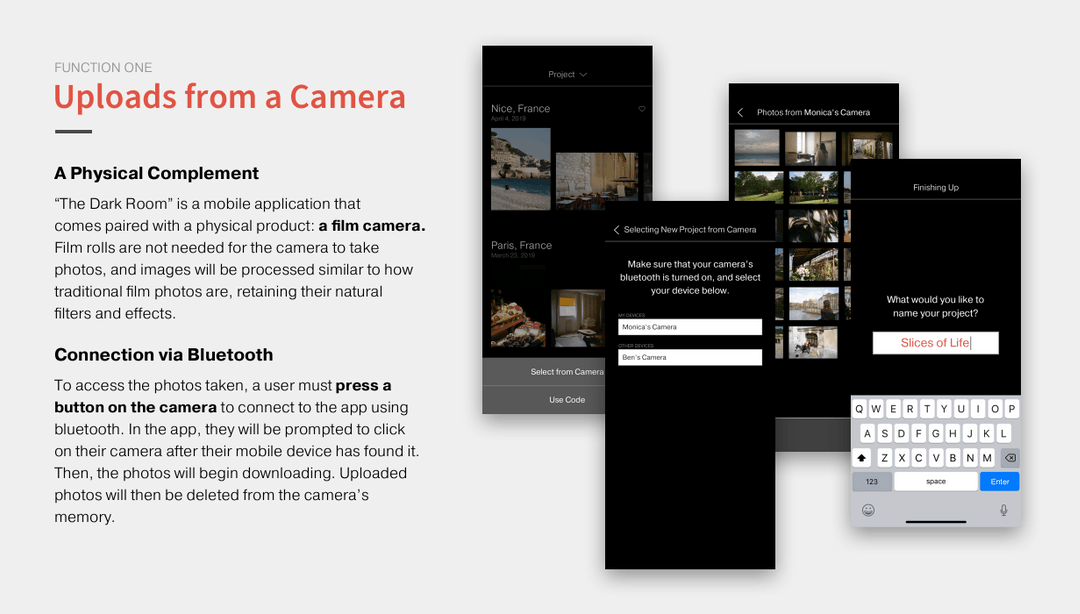 FUNCTION ONE
Uploads from a Camera
A Physical Complement
“The Dark Room” is a mobile application that
comes paired with a physical product: a film camera.
Film rolls are not needed for the camera to take
photos, and images will be processed similar to how
traditional film photos are, retaining their natural
filters and effects.
Connection via Bluetooth
To access the photos taken, a user must press a
button on the camera to connect to the app using
bluetooth. In the app, they will be prompted to click
on their camera after their mobile device has found it.
Then, the photos will begin downloading. Uploaded
photos will then be deleted from the camera’s
memory.
Project
Nice, France
April 4, 2019
Paris, France
March 23, 2019
Select from Camera
Use Code
Selecting New Project from Camera
Make sure that your camera's
bluetooth is turned on, and select
your device below.
MY DEVICES
Monica's Camera
OTHER DEVICES
Ben's Camera
Photos from Monica's Camera
Finishing Up
What would you like to
name your project?
Slices of Life
Q W E R T Y U I O P
A S D F G H J K L
Z X C V B N M
123 space Enter